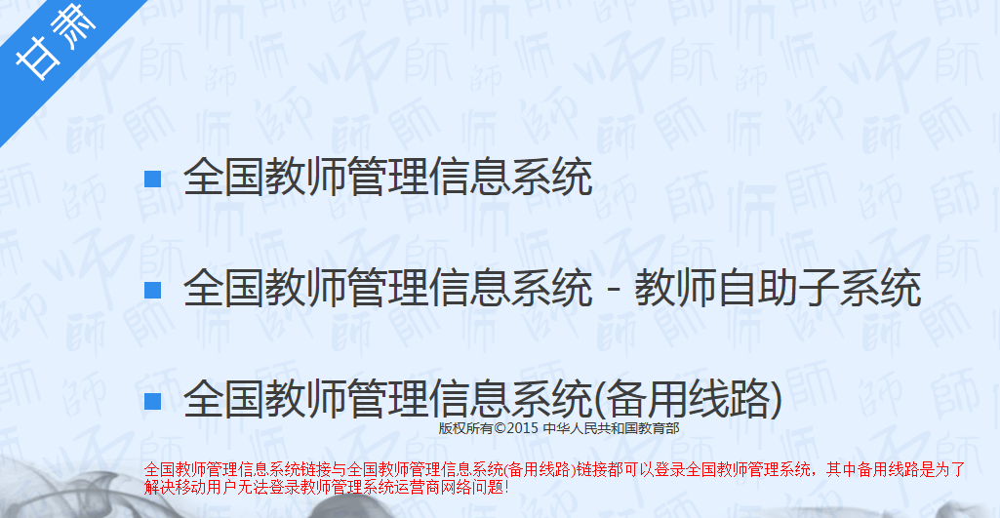 甘肃
全国教师管理信息系统
全国教师管理信息系统 - 教师自助子系统
全国教师管理信息系统(备用线路)
版权所有©2015 中华人民共和国教育部
全国教师管理信息系统链接与全国教师管理信息系统(备用线路)链接都可以登录全国教师管理系统，其中备用线路是为了
解决移动用户无法登录教师管理系统运营商网络问题!